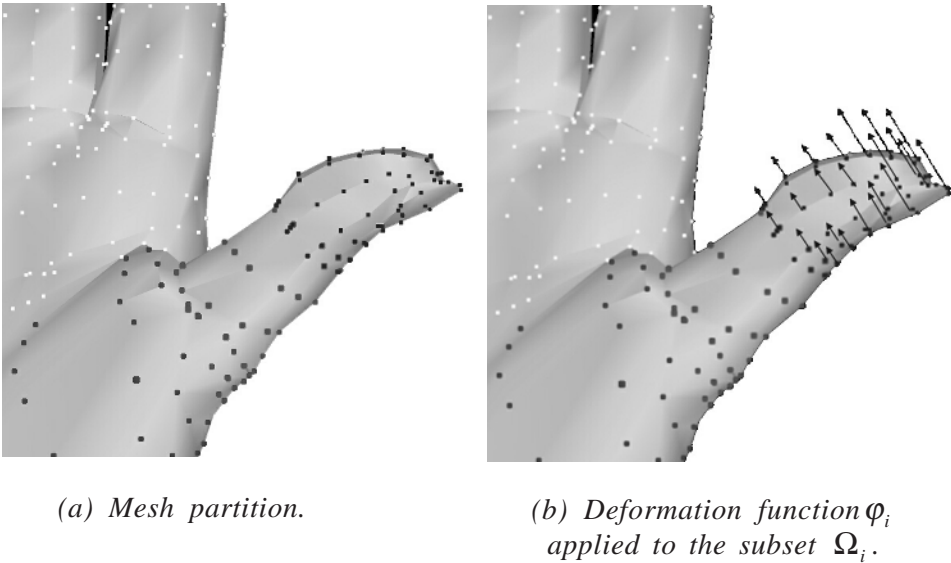 (a) Mesh partition.
(b) Deformation function φᵢ
applied to the subset Ωᵢ.